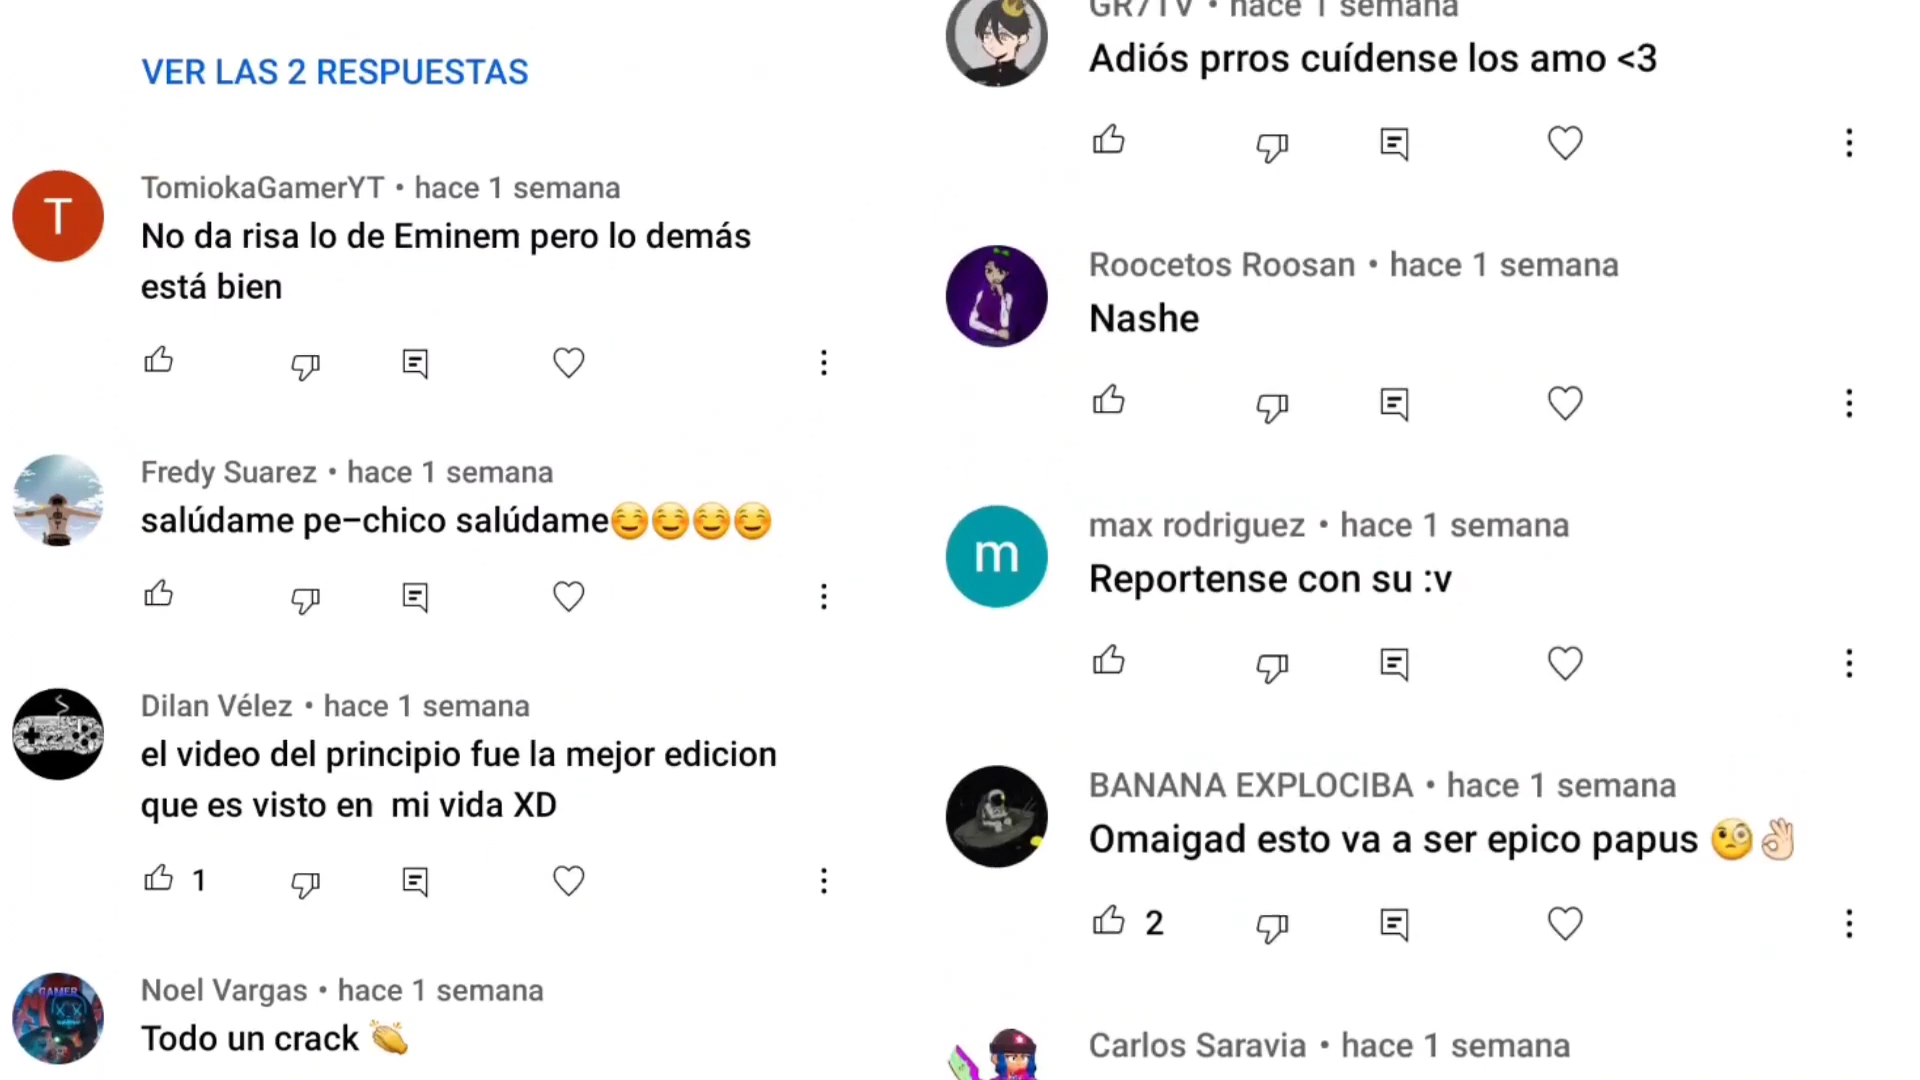 VER LAS 2 RESPUESTAS
T
TomiokaGamerYT • hace 1 semana
No da risa lo de Eminem pero lo demás
está bien
Fredy Suarez • hace 1 semana
salúdame pe-chico salúdame☺️☺️☺️☺️
Dilan Vélez • hace 1 semana
el video del principio fue la mejor edicion
que es visto en  mi vida XD
1
GAMER
Noel Vargas • hace 1 semana
Todo un crack 👏
GR7TV • hace 1 semana
Adiós prros cuídense los amo <3
Roocetos Roosan • hace 1 semana
Nashe
m
max rodriguez • hace 1 semana
Reportense con su :v
BANANA EXPLOCIBA • hace 1 semana
Omaigad esto va a ser epico papus 🧐👌🏻
2
Carlos Saravia • hace 1 semana